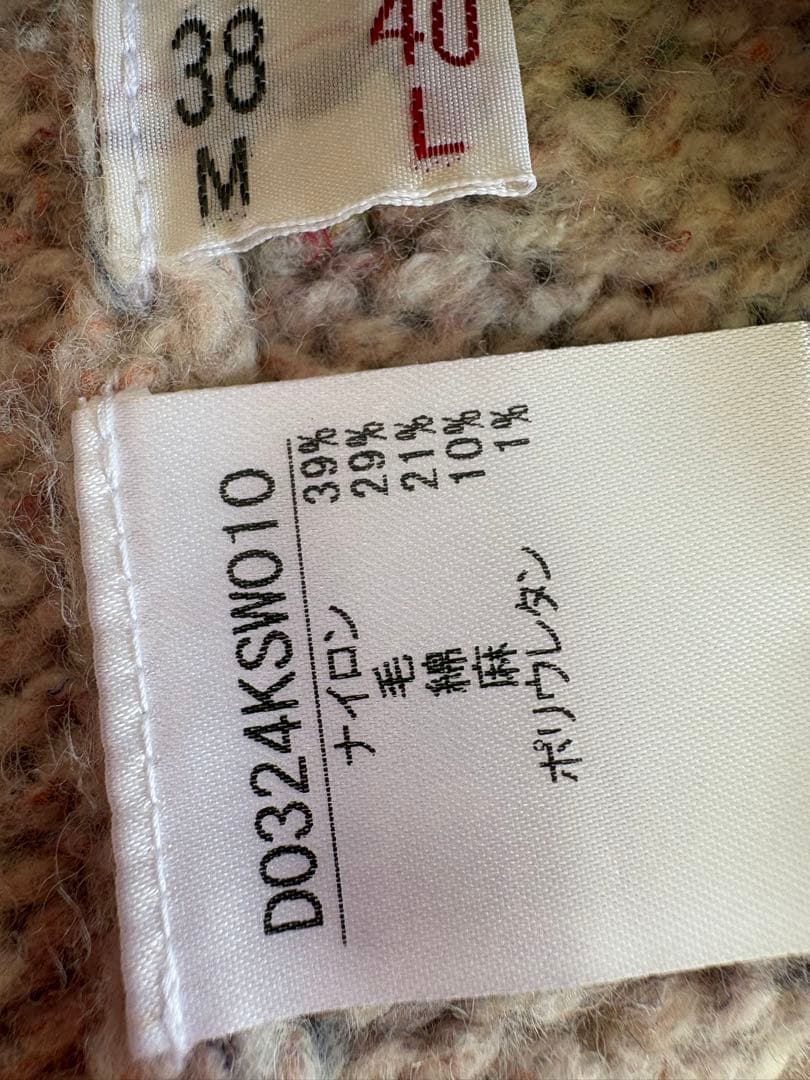 38
M
40
L
D0324KSW010
ナイロン 39%
毛 29%
綿 21%
麻 10%
ポリウレタン 1%